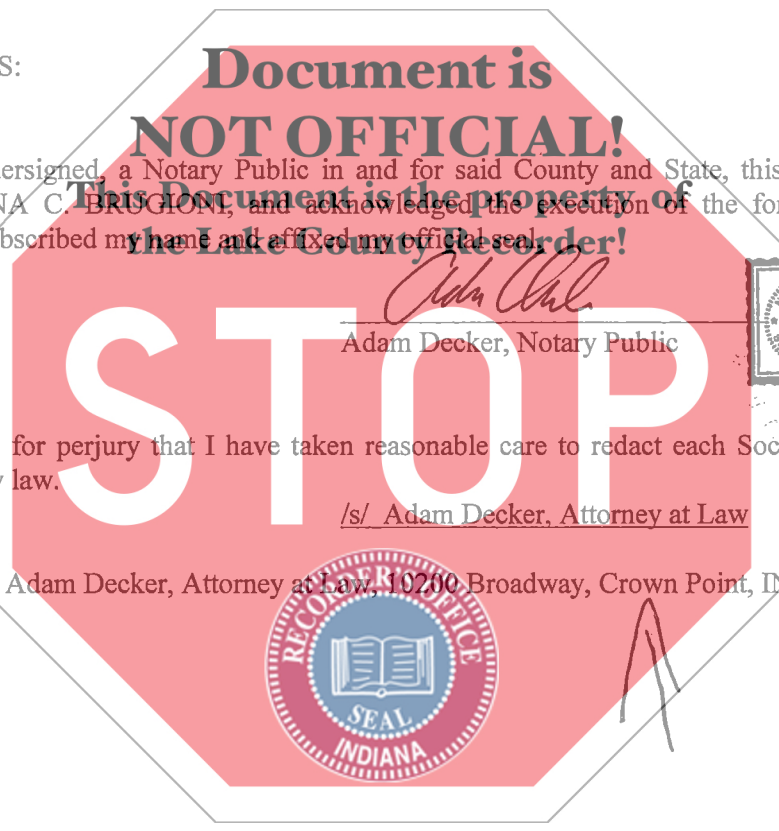 S:
Document is
NOT OFFICIAL!
ersigned, a Notary Public in and for said County and State, this
This Document is the property of
NA C. BRUGIONI, and acknowledged the execution of the for
the Lake County Recorder!
bscribed my name and affixed my official seal.
Adam Decker, Notary Public
STOP
for perjury that I have taken reasonable care to redact each Soc
law.
/s/ Adam Decker, Attorney at Law
Adam Decker, Attorney at Law, 10200 Broadway, Crown Point, IN
RECORDER'S OFFICE
SEAL
INDIANA